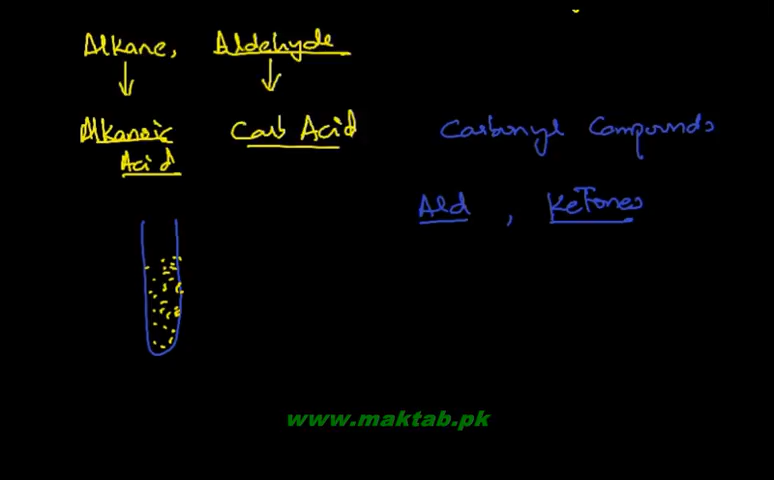 Alkane, Aldehyde
Alkanoic Acid
Carb Acid
Carbonyl Compounds
Ald , Ketones
www.maktab.pk